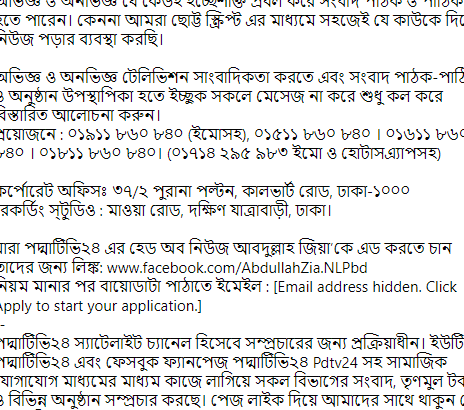 অভিজ্ঞ ও অনভিজ্ঞ যে কেউই ইচ্ছেশক্তি প্রবল করে সংবাদ পাঠক ও পাঠিকা
হতে পারেন। কেননা আমরা ছোট্ট স্ক্রিপ্ট এর মাধ্যমে সহজেই যে কাউকে দিয়ে
নিউজ পড়ার ব্যবস্থা করছি।
অভিজ্ঞ ও অনভিজ্ঞ টেলিভিশন সাংবাদিকতা করতে এবং সংবাদ পাঠক-পাঠি
ও অনুষ্ঠান উপস্থাপিকা হতে ইচ্ছুক সকলে মেসেজ না করে শুধু কল করে
বিস্তারিত আলোচনা করুন।
প্রয়োজনে : ০১৯১১ ৮৬০ ৮৪০ (ইমোসহ), ০১৫১১ ৮৬০ ৮৪০ । ০১৬১১ ৮৬০
৮৪০ । ০১৮১১ ৮৬০ ৮৪০। (০১৭১৪ ২৯৫ ৯৮৩ ইমো ও হোটাসএ্যাপসহ)
কর্পোরেট অফিসঃ ৩৭/২ পুরানা পল্টন, কালভার্ট রোড, ঢাকা-১০০০
রেকর্ডিং স্টুডিও : মাওয়া রোড, দক্ষিণ যাত্রাবাড়ী, ঢাকা।
যারা পদ্মাটিভি২৪ এর হেড অব নিউজ আবদুল্লাহ জিয়া'কে এড করতে চান
তাদের জন্য লিঙ্ক: www.facebook.com/AbdullahZia.NLPbd
নিয়ম মানার পর বায়োডাটা পাঠাতে ইমেইল : [Email address hidden. Click
Apply to start your application.]
--
পদ্মাটিভি২৪ স্যাটেলাইট চ্যানেল হিসেবে সম্প্রচারের জন্য প্রক্রিয়াধীন। ইউটি
পদ্মাটিভি২৪ এবং ফেসবুক ফ্যানপেজ পদ্মাটিভি২৪ Pdtv24 সহ সামাজিক
যোগাযোগ মাধ্যমের মাধ্যম কাজে লাগিয়ে সকল বিভাগের সংবাদ, তৃণমুল টক
ও বিভিন্ন অনুষ্ঠান সম্প্রচার করছে। পেজ লাইক দিয়ে আমাদের সাথে থাকুন